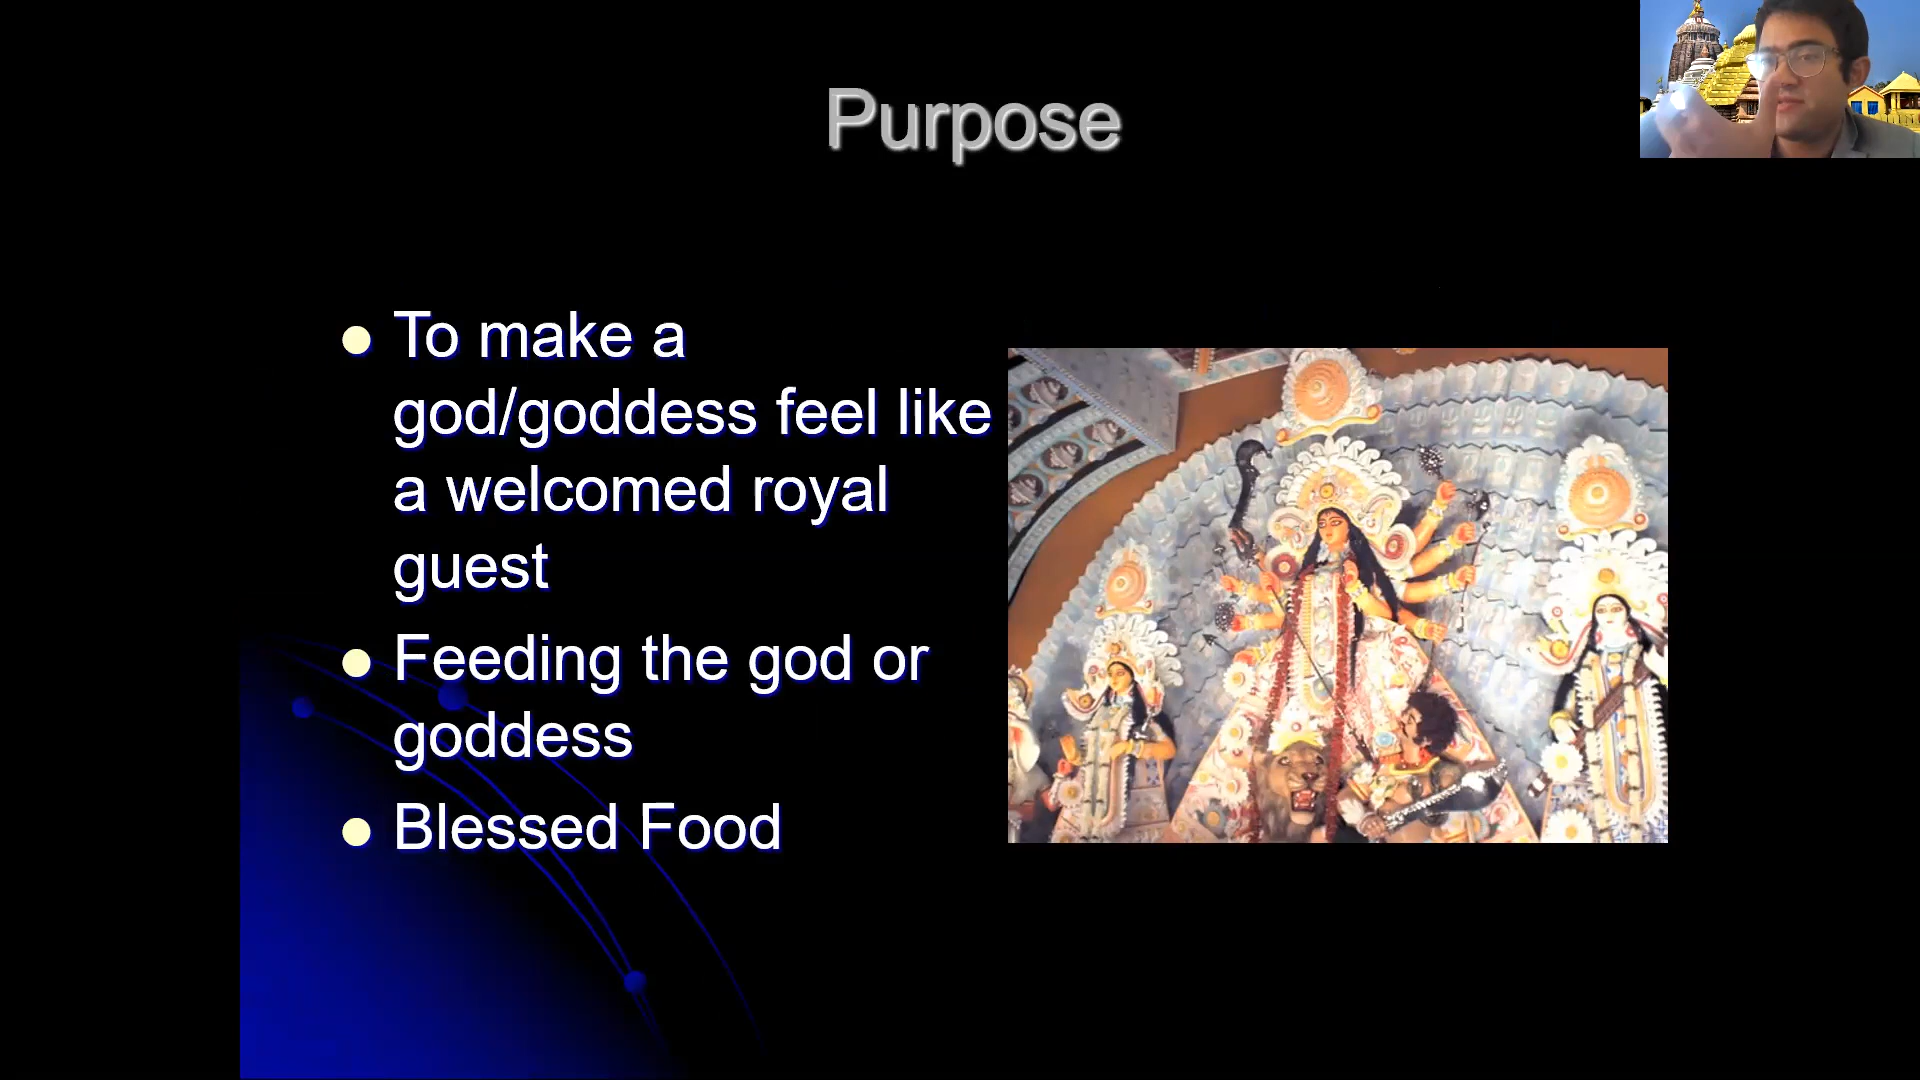 Purpose
To make a
god/goddess feel like
a welcomed royal
guest
Feeding the god or
goddess
Blessed Food